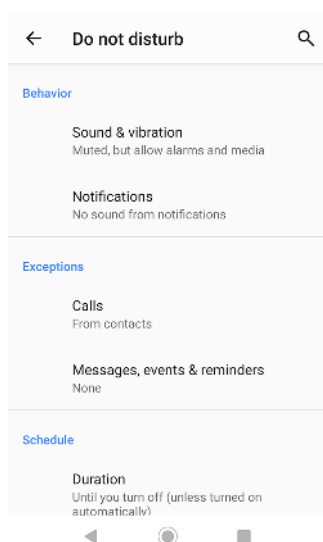 Do not disturb
Behavior
Sound & vibration
Muted, but allow alarms and media
Notifications
No sound from notifications
Exceptions
Calls
From contacts
Messages, events & reminders
None
Schedule
Duration
Until you turn off (unless turned on
automatically)